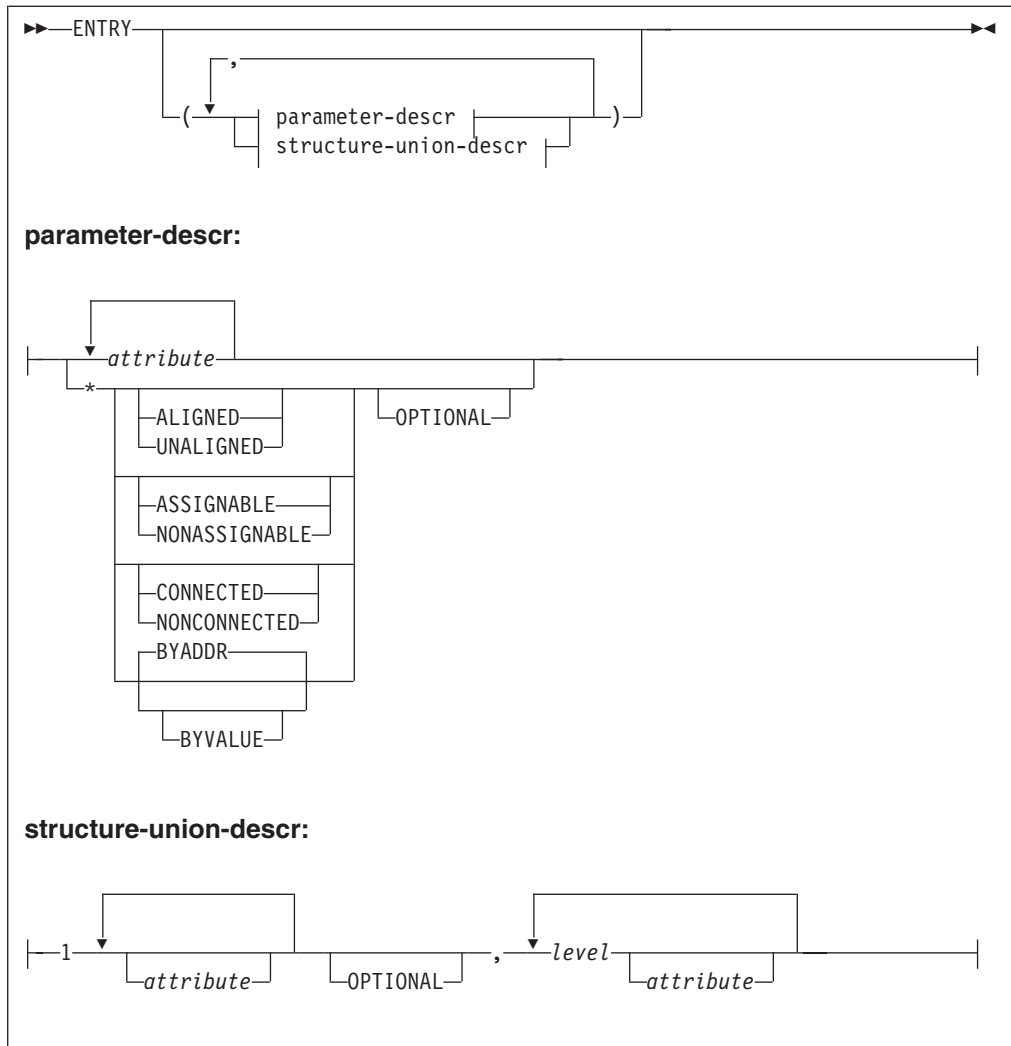 ENTRY
,
( parameter-descr )
structure-union-descr
parameter-descr:
attribute
*
ALIGNED OPTIONAL
UNALIGNED
ASSIGNABLE
NONASSIGNABLE
CONNECTED
NONCONNECTED
BYADDR
BYVALUE
structure-union-descr:
1 , level
attribute OPTIONAL attribute